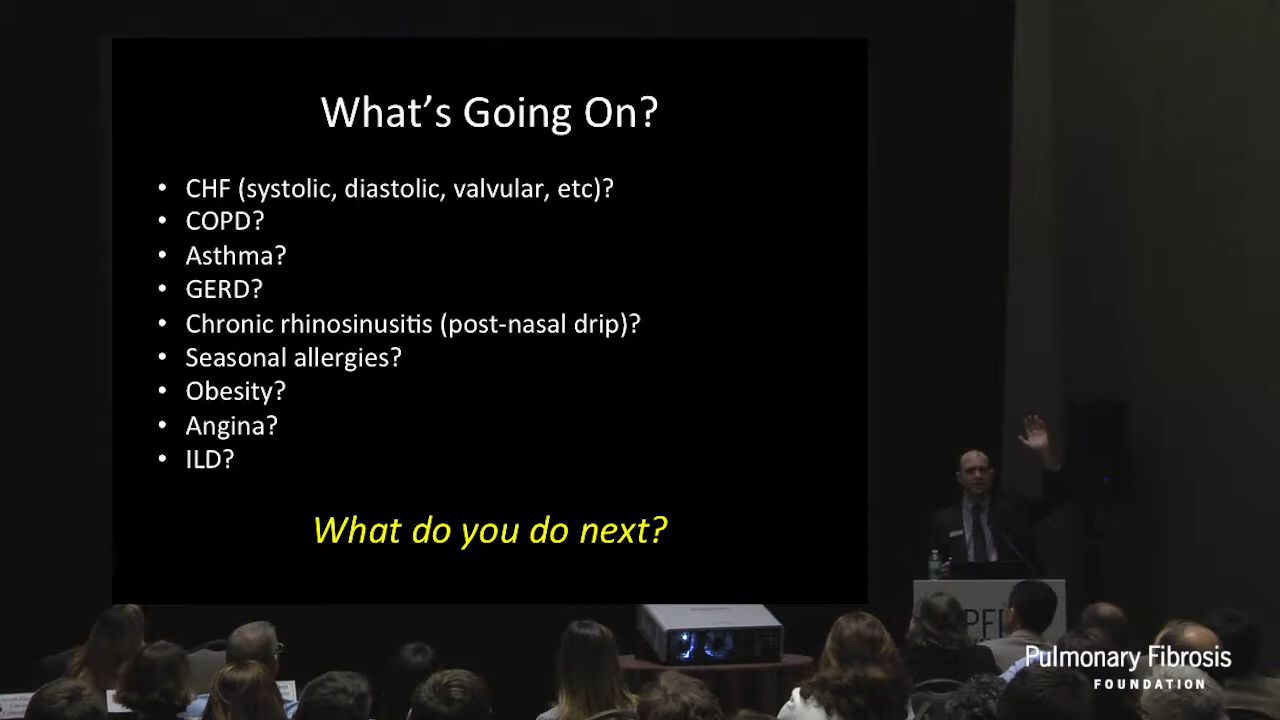 What's Going On?
• CHF (systolic, diastolic, valvular, etc)?
• COPD?
• Asthma?
• GERD?
• Chronic rhinosinusitis (post-nasal drip)?
• Seasonal allergies?
• Obesity?
• Angina?
• ILD?
What do you do next?
Pulmonary Fibrosis
FOUNDATION